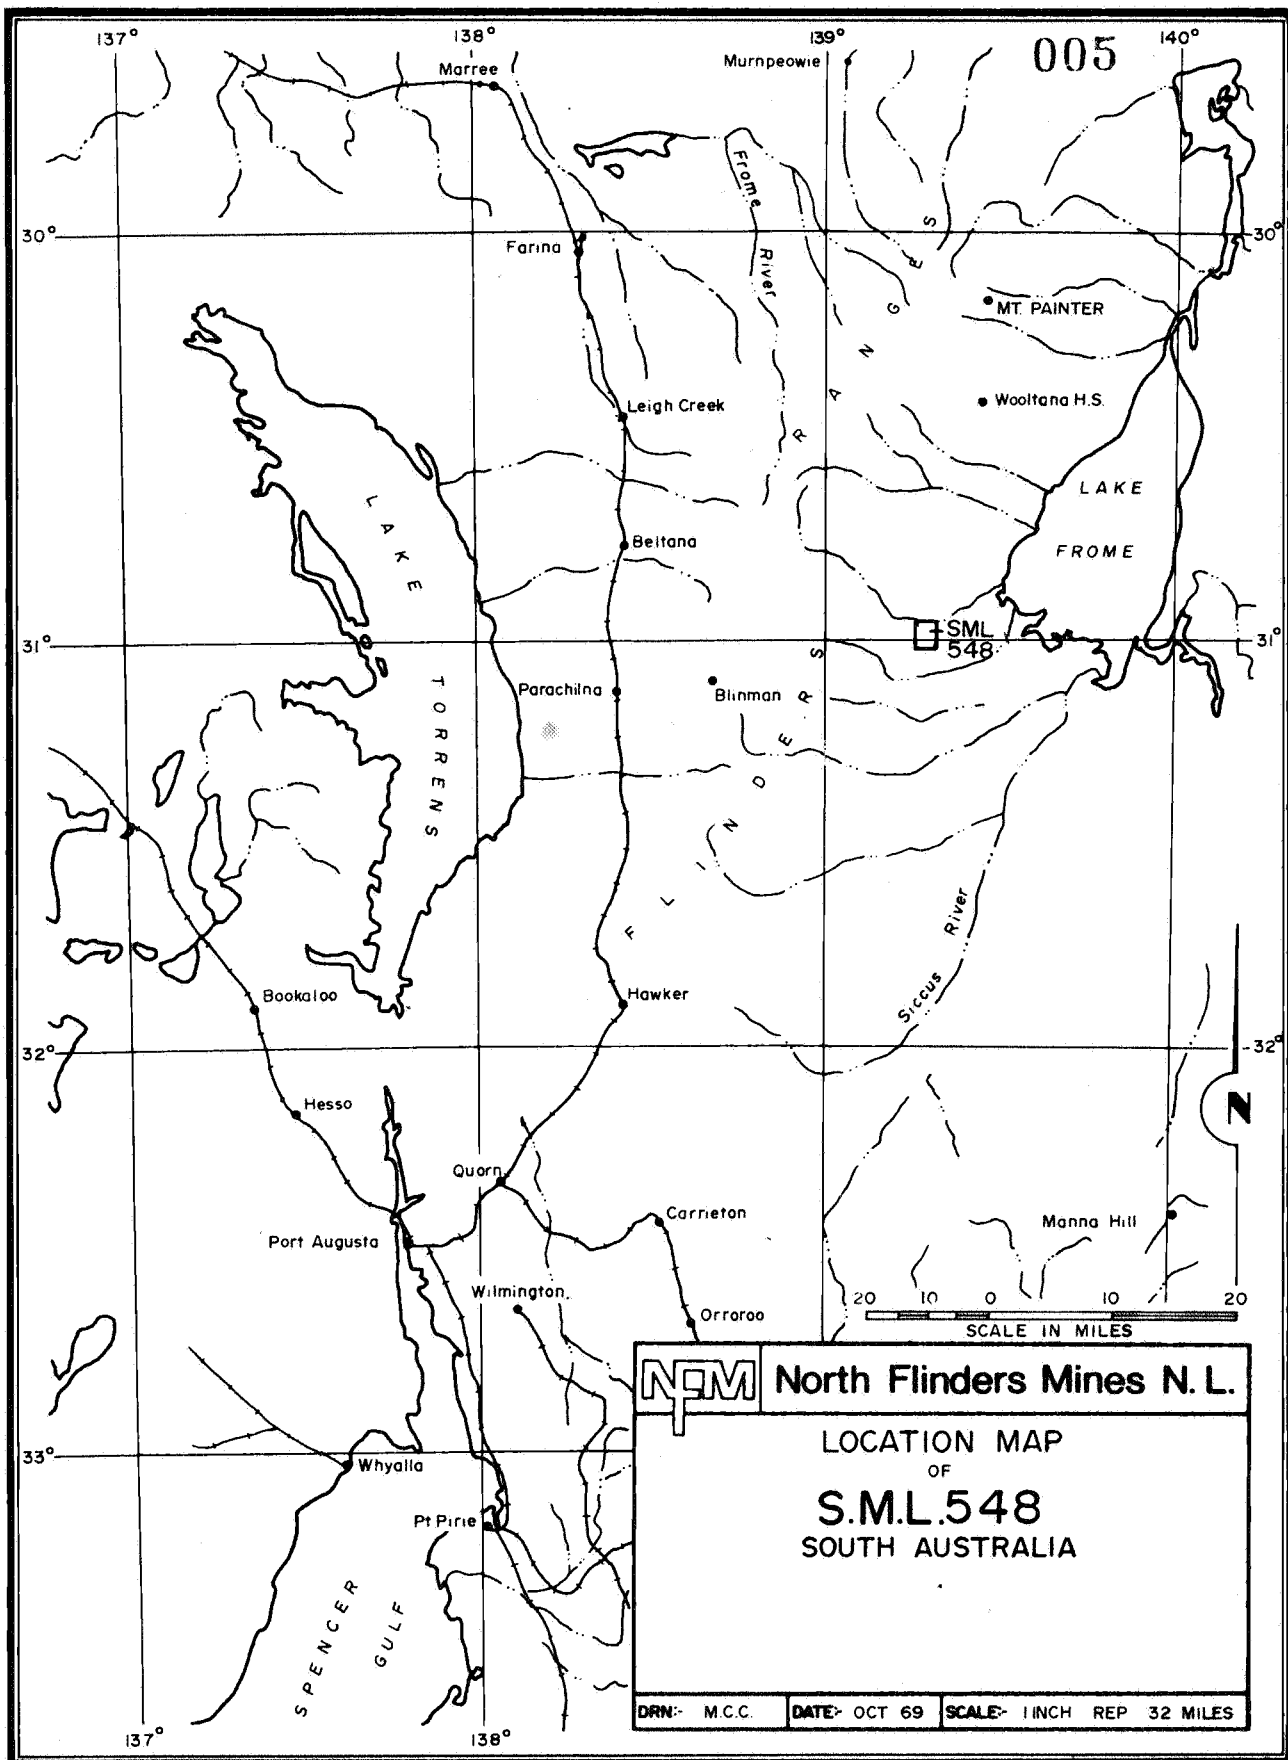 137°
138°
139°
005
140°
Marree
Murnpeowie
Frome
River
30°
30°
Farina
MT. PAINTER
Leigh Creek
Wooltana H.S.
LAKE
FROME
LAKE TORRENS
Beltana
FLINDERS RANGES
31°
SML
548
31°
Parachilna
Blinman
Siccus River
Bookaloo
Hawker
32°
32°
Hesso
N
Quorn
Carrieton
Manna Hill
Port Augusta
Wilmington
Orroroo
20 10 0 10 20
SCALE IN MILES
NFM North Flinders Mines N.L.
LOCATION MAP
OF
S.M.L.548
SOUTH AUSTRALIA
33°
Whyalla
Pt Pirie
SPENCER
GULF
DRN:- M.C.C. DATE:- OCT 69 SCALE:- 1 INCH REP 32 MILES
137°
138°